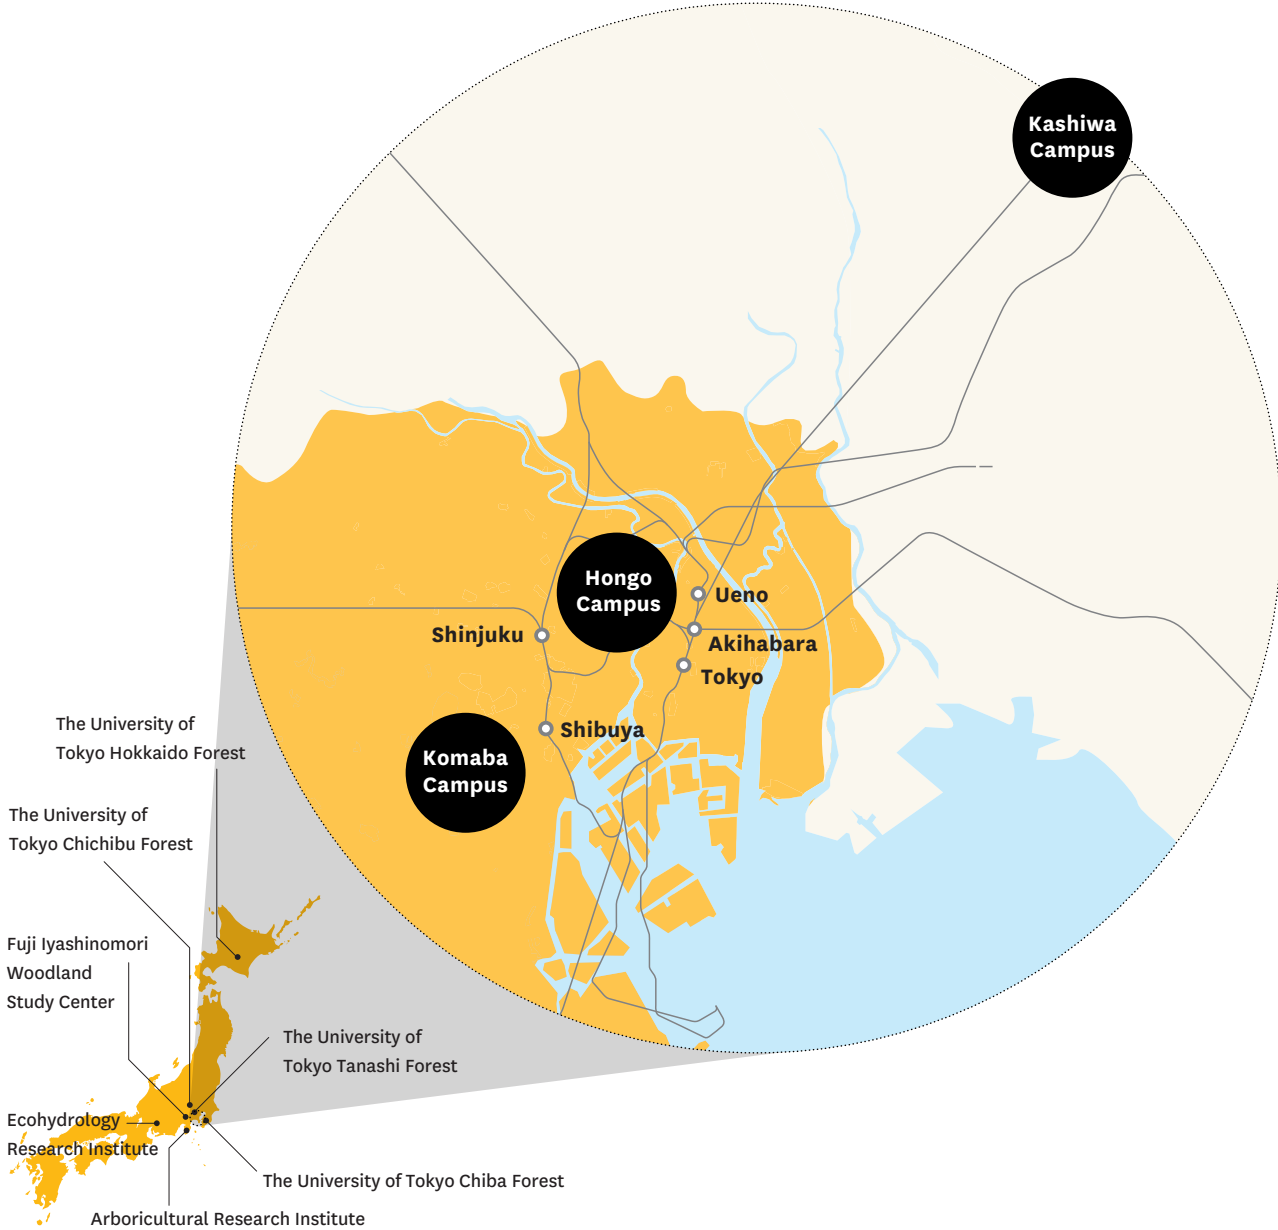 Kashiwa
Campus
Hongo
Campus
Ueno
Shinjuku
Akihabara
Tokyo
Shibuya
Komaba
Campus
The University of
Tokyo Hokkaido Forest
The University of
Tokyo Chichibu Forest
Fuji Iyashinomori
Woodland
Study Center
The University of
Tokyo Tanashi Forest
Ecohydrology
Research Institute
The University of Tokyo Chiba Forest
Arboricultural Research Institute